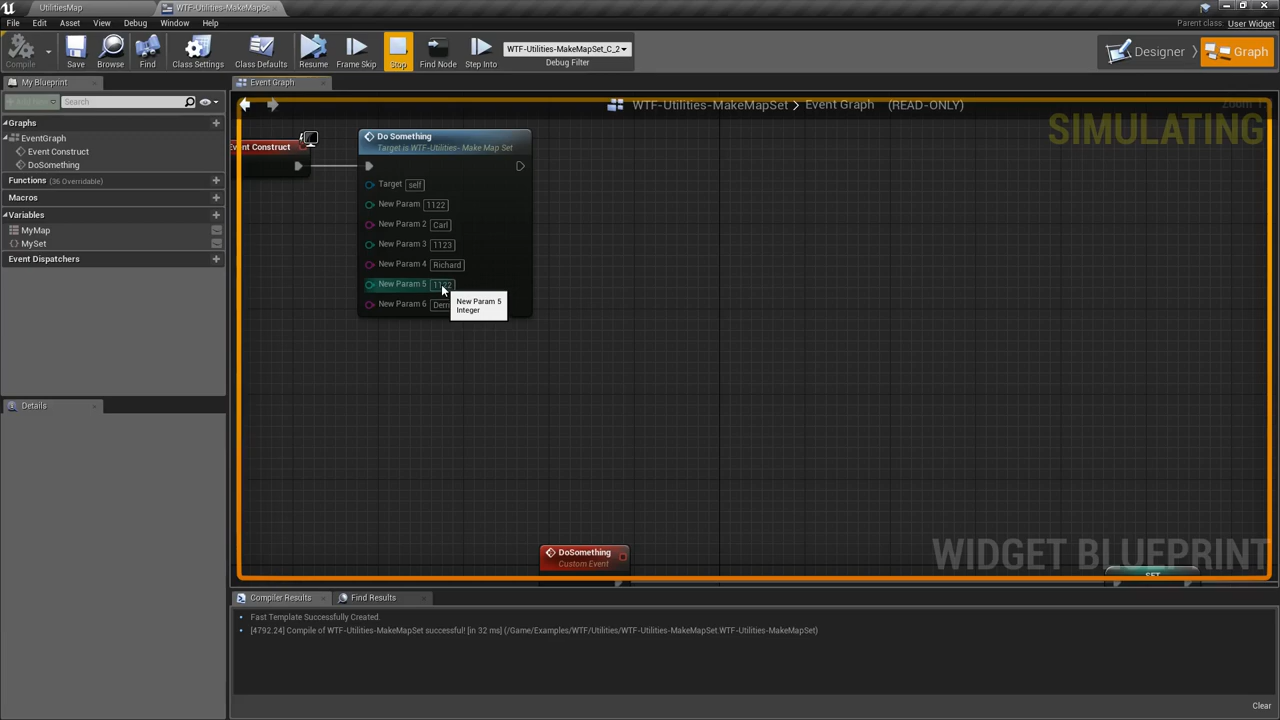 UtilitiesMap
WTF-Utilities-MakeMapSe
File Edit Asset View Debug Window Help
Parent class: User Widget
Compile Save Browse Find Class Settings Class Defaults Resume Frame Skip Stop Find Node Step Into
WTF-Utilities-MakeMapSet_C_2
Debug Filter
Designer Graph
My Blueprint
Event Graph
Add New Search
WTF-Utilities-MakeMapSet > Event Graph (READ-ONLY)
SIMULATING
Graphs
EventGraph
Event Construct
DoSomething
Functions (36 Overridable)
Macros
Variables
MyMap
MySet
Event Dispatchers
Details
Event Construct
Do Something
Target is WTF-Utilities- Make Map Set
Target self
New Param 1122
New Param 2 Carl
New Param 3 1123
New Param 4 Richard
New Param 5 1122
New Param 6
New Param 5
Integer
DoSomething
Custom Event
SET
WIDGET BLUEPRINT
Compiler Results Find Results
Fast Template Successfully Created.
[4792.24] Compile of WTF-Utilities-MakeMapSet successful! [in 32 ms] (/Game/Examples/WTF/Utilities/WTF-Utilities-MakeMapSet.WTF-Utilities-MakeMapSet)
Clear